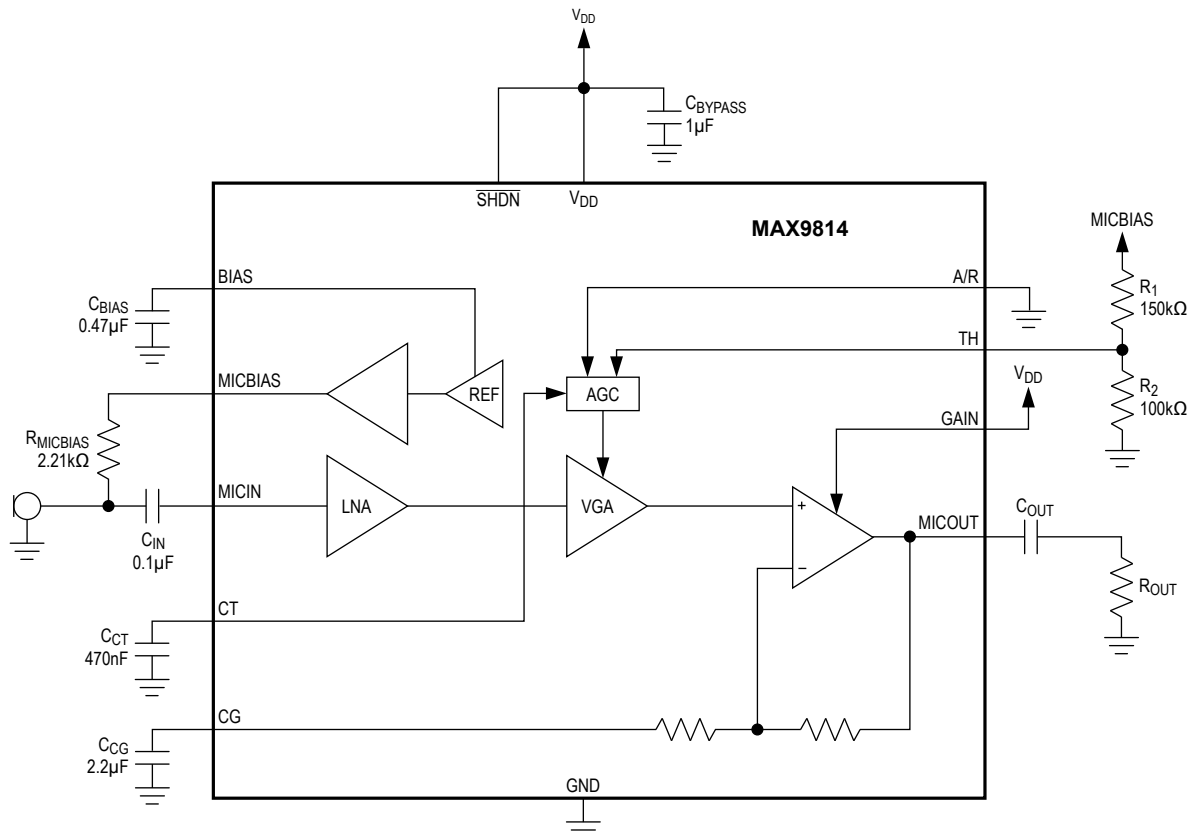 VDD
CBYPASS
1µF
SHDN
VDD
MAX9814
MICBIAS
BIAS
A/R
R1
150kΩ
CBIAS
0.47µF
TH
MICBIAS
REF
AGC
VDD
R2
100kΩ
GAIN
RMICBIAS
2.21kΩ
MICIN
LNA
VGA
+
−
MICOUT
COUT
CIN
0.1µF
ROUT
CT
CCT
470nF
CG
CCG
2.2µF
GND